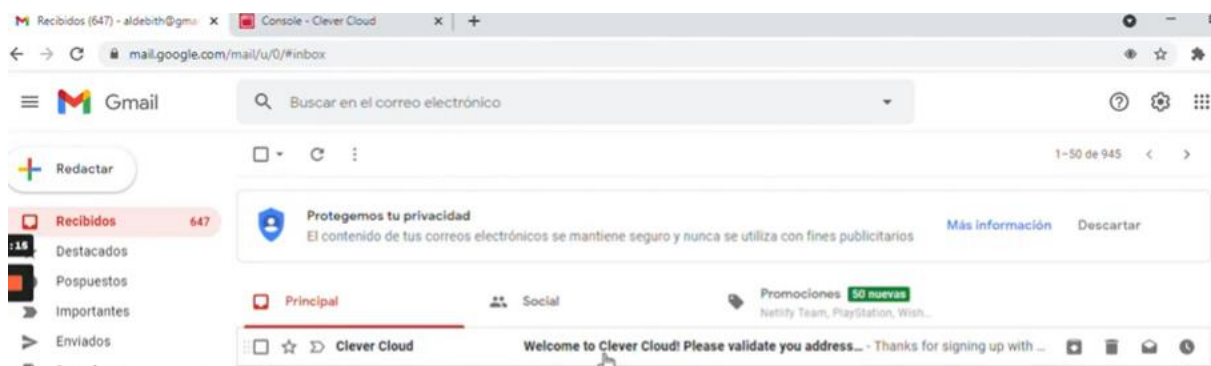 Recibidos (647) - aldebith@gma
Console - Clever Cloud
mail.google.com/mail/u/0/#inbox
Gmail
Buscar en el correo electrónico
Redactar
1-50 de 945
Recibidos 647
Protegemos tu privacidad
El contenido de tus correos electrónicos se mantiene seguro y nunca se utiliza con fines publicitarios
Más información Descartar
:15
Destacados
Pospuestos
Importantes
Principal
Social
Promociones 50 nuevas
Netlify Team, PlayStation, Wish...
Enviados
Clever Cloud Welcome to Clever Cloud! Please validate you address... - Thanks for signing up with ...